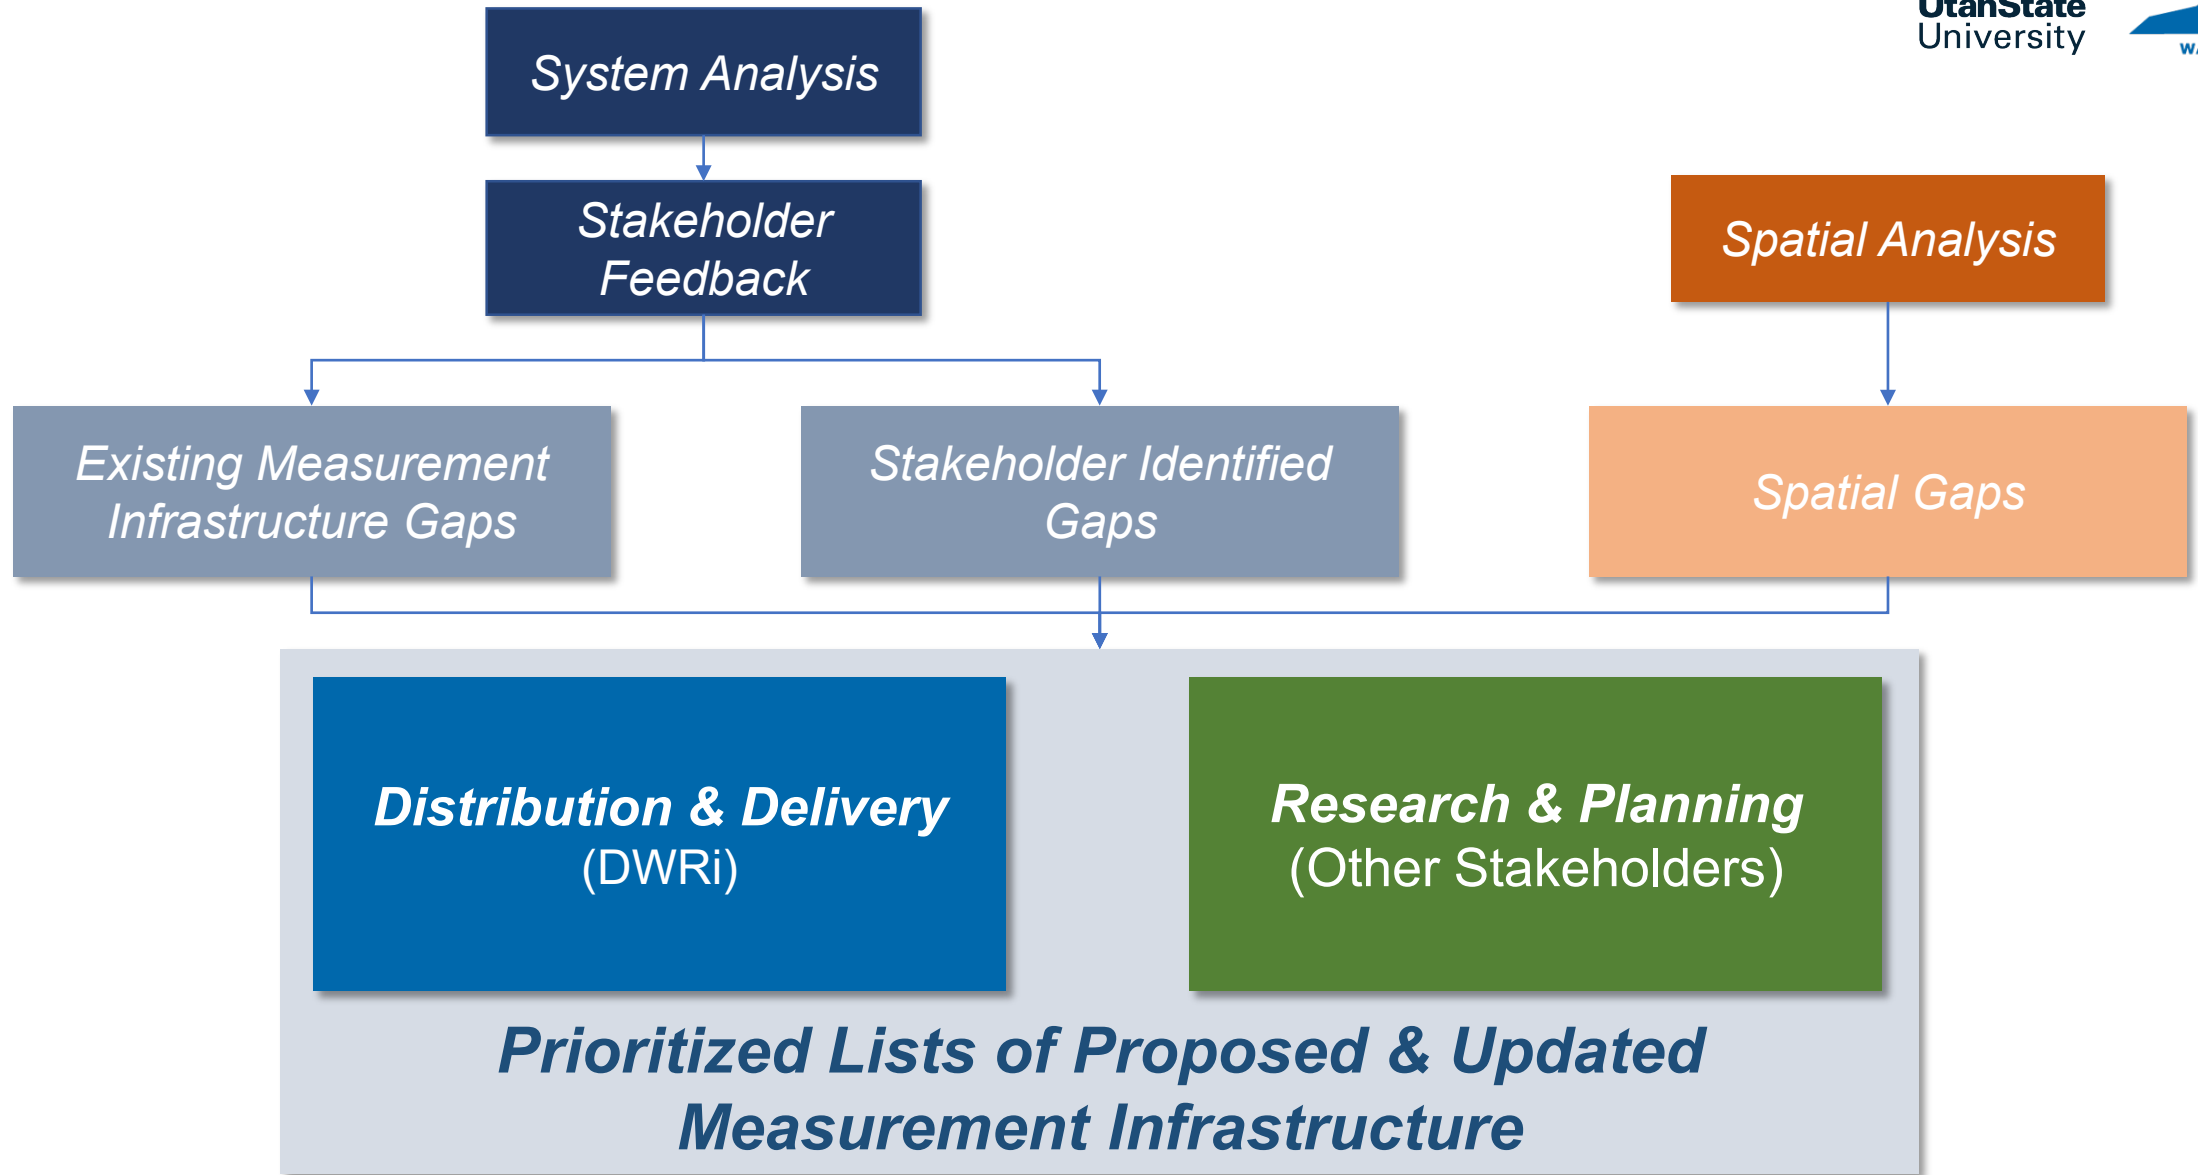 UtahState
University
System Analysis
Stakeholder
Feedback
Spatial Analysis
Existing Measurement
Infrastructure Gaps
Stakeholder Identified
Gaps
Spatial Gaps
Distribution & Delivery
(DWRi)
Research & Planning
(Other Stakeholders)
Prioritized Lists of Proposed & Updated
Measurement Infrastructure